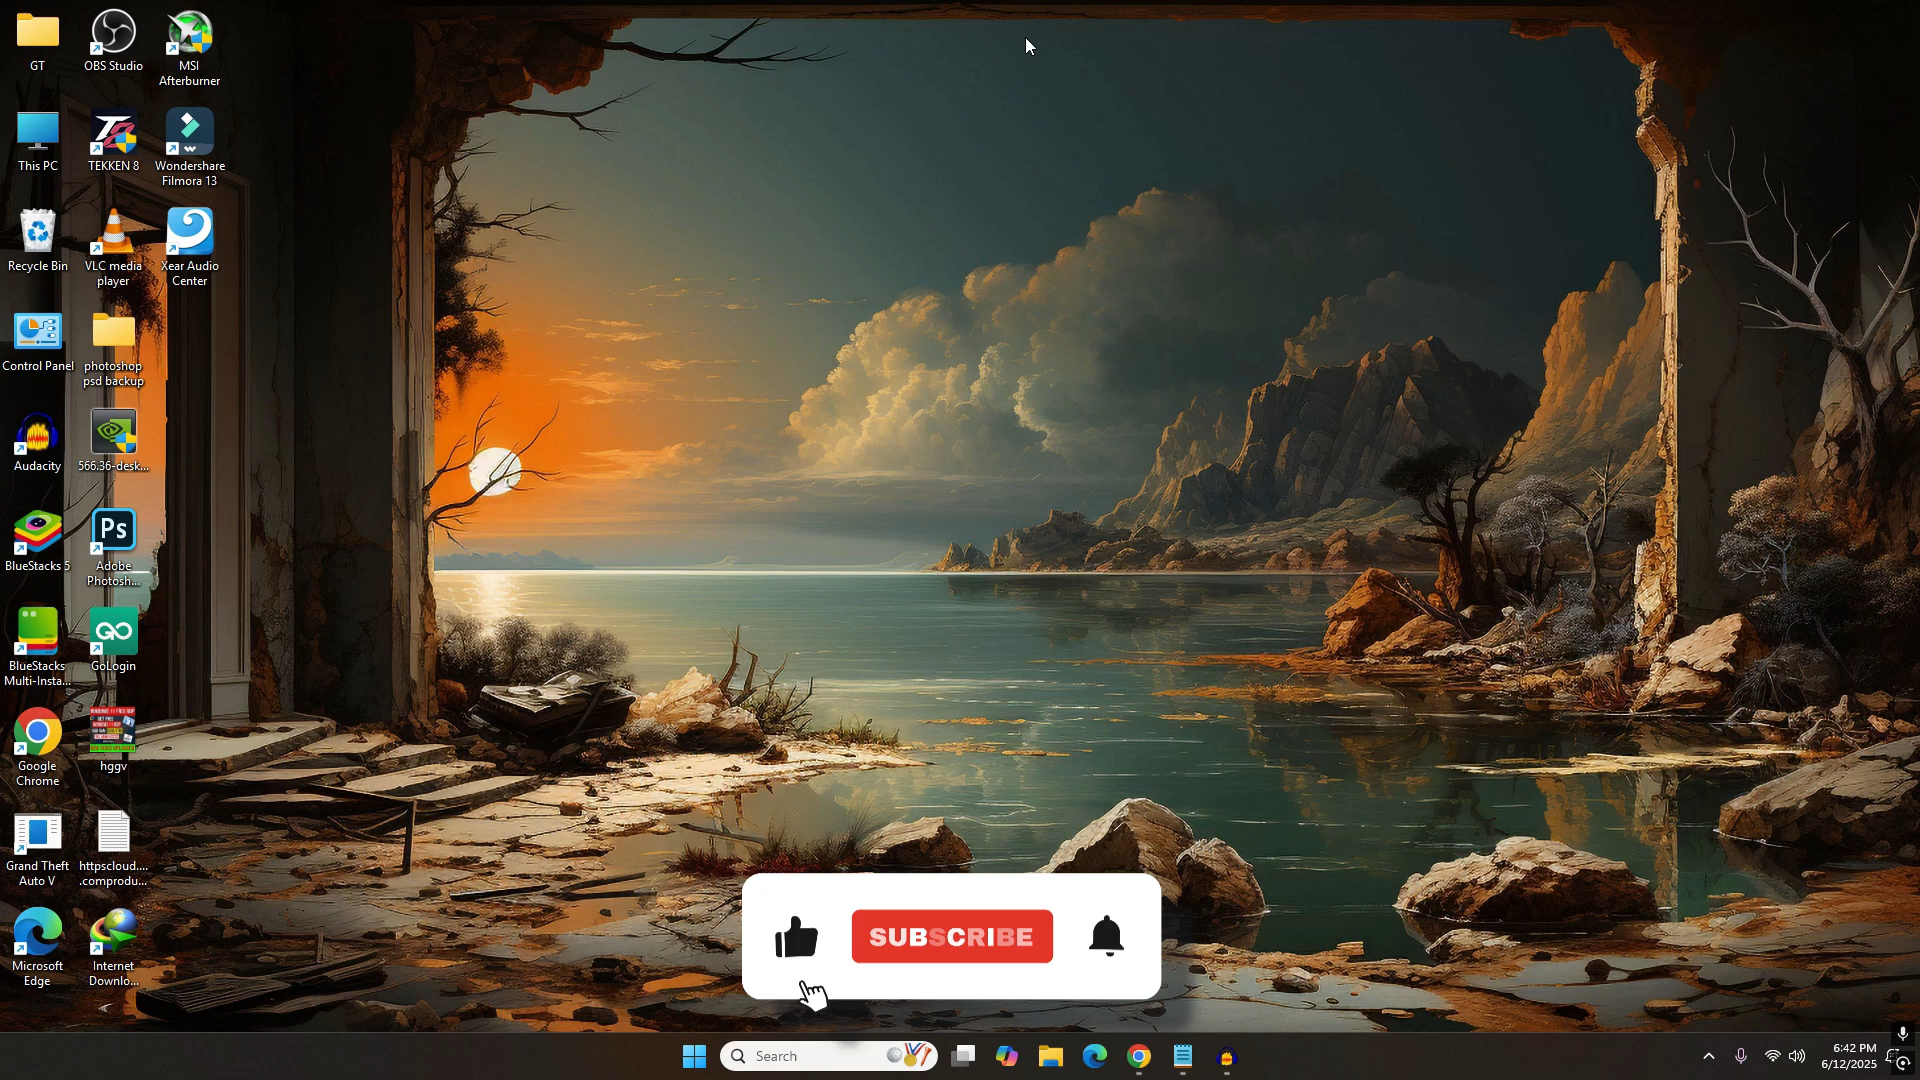 GT
OBS Studio
MSI
Afterburner
This PC
TEKKEN 8
Wondershare
Filmora 13
Recycle Bin
VLC media
player
Xear Audio
Center
Control Panel
photoshop
psd backup
Audacity
566.36-desk...
BlueStacks 5
Ps
Adobe
Photosh...
BlueStacks
Multi-Insta...
GO
GoLogin
Google
Chrome
hggv
Grand Theft
Auto V
httpscloud....
.comprodu...
Microsoft
Edge
Internet
Downlo...
SUBSCRIBE
Search
6:42 PM
6/12/2025